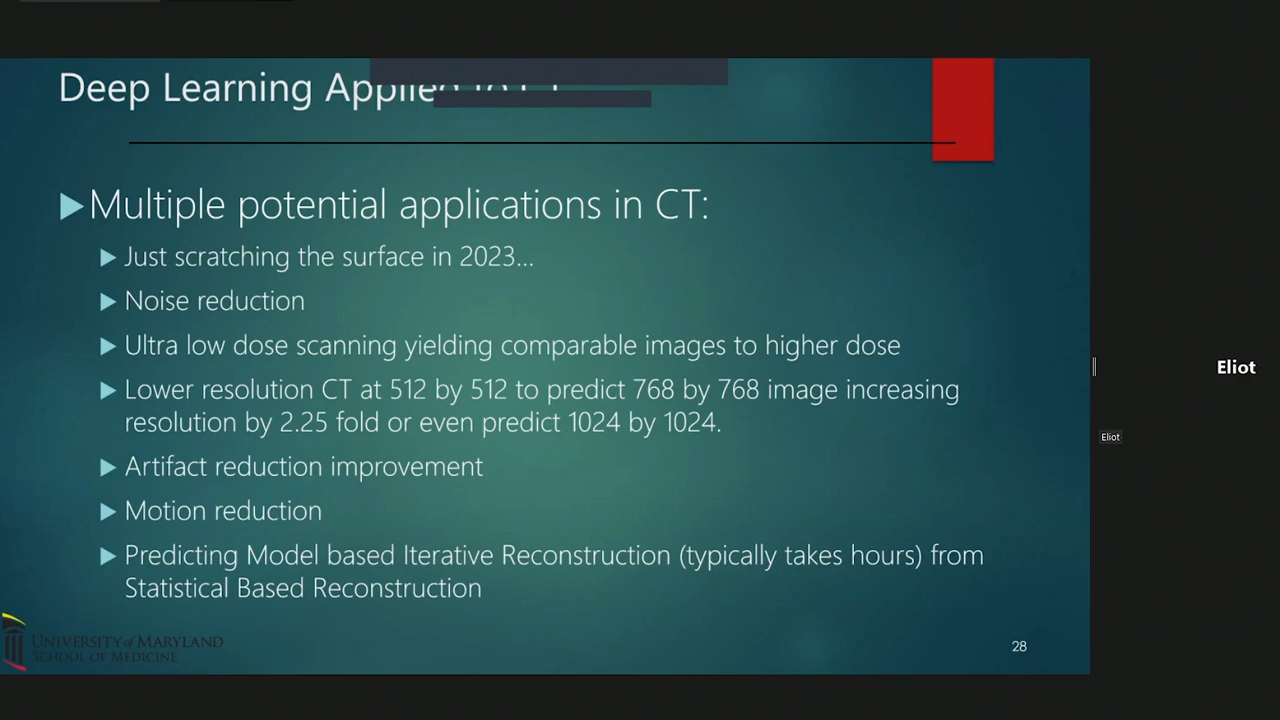 Deep Learning Applied to CT
Multiple potential applications in CT:
Just scratching the surface in 2023...
Noise reduction
Ultra low dose scanning yielding comparable images to higher dose
Lower resolution CT at 512 by 512 to predict 768 by 768 image increasing
resolution by 2.25 fold or even predict 1024 by 1024.
Artifact reduction improvement
Motion reduction
Predicting Model based Iterative Reconstruction (typically takes hours) from
Statistical Based Reconstruction
UNIVERSITY of MARYLAND
SCHOOL OF MEDICINE
28
Eliot
Eliot